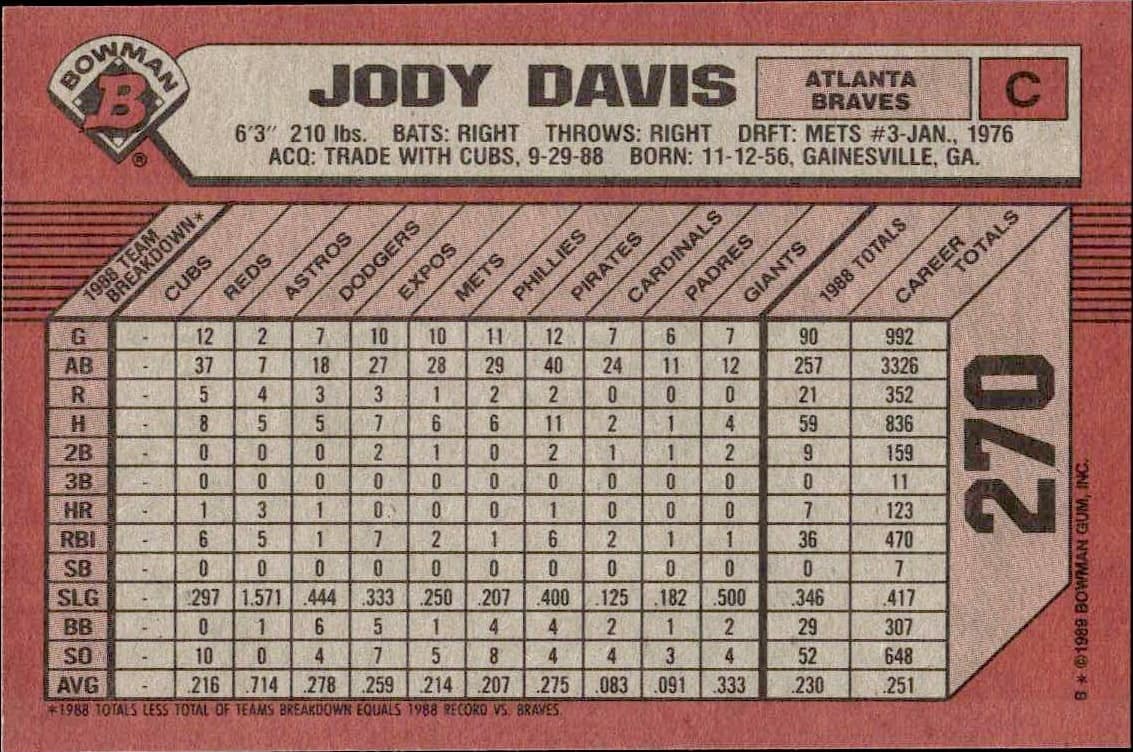 BOWMAN
B
®
JODY DAVIS
ATLANTA
BRAVES
C
6'3" 210 lbs. BATS: RIGHT THROWS: RIGHT DRFT: METS #3-JAN., 1976
ACQ: TRADE WITH CUBS, 9-29-88 BORN: 11-12-56, GAINESVILLE, GA.
1988 TEAM BREAKDOWN* CUBS REDS ASTROS DODGERS EXPOS METS PHILLIES PIRATES CARDINALS PADRES GIANTS 1988 TOTALS CAREER TOTALS
G - 12 2 7 10 10 11 12 7 6 7 90 992
AB - 37 7 18 27 28 29 40 24 11 12 257 3326
R - 5 4 3 3 1 2 2 0 0 0 21 352
H - 8 5 5 7 6 6 11 2 1 4 59 836
2B - 0 0 0 2 1 0 2 1 1 2 9 159
3B - 0 0 0 0 0 0 0 0 0 0 0 11
HR - 1 3 1 0 0 0 1 0 0 0 7 123
RBI - 6 5 1 7 2 1 6 2 1 1 36 470
SB - 0 0 0 0 0 0 0 0 0 0 0 7
SLG - .297 1.571 .444 .333 .250 .207 .400 .125 .182 .500 .346 .417
BB - 0 1 6 5 1 4 4 2 1 2 29 307
SO - 10 0 4 7 5 8 4 4 3 4 52 648
AVG - .216 .714 .278 .259 .214 .207 .275 .083 .091 .333 .230 .251
*1988 TOTALS LESS TOTAL OF TEAMS BREAKDOWN EQUALS 1988 RECORD VS. BRAVES.
270
B * ©1989 BOWMAN GUM, INC.